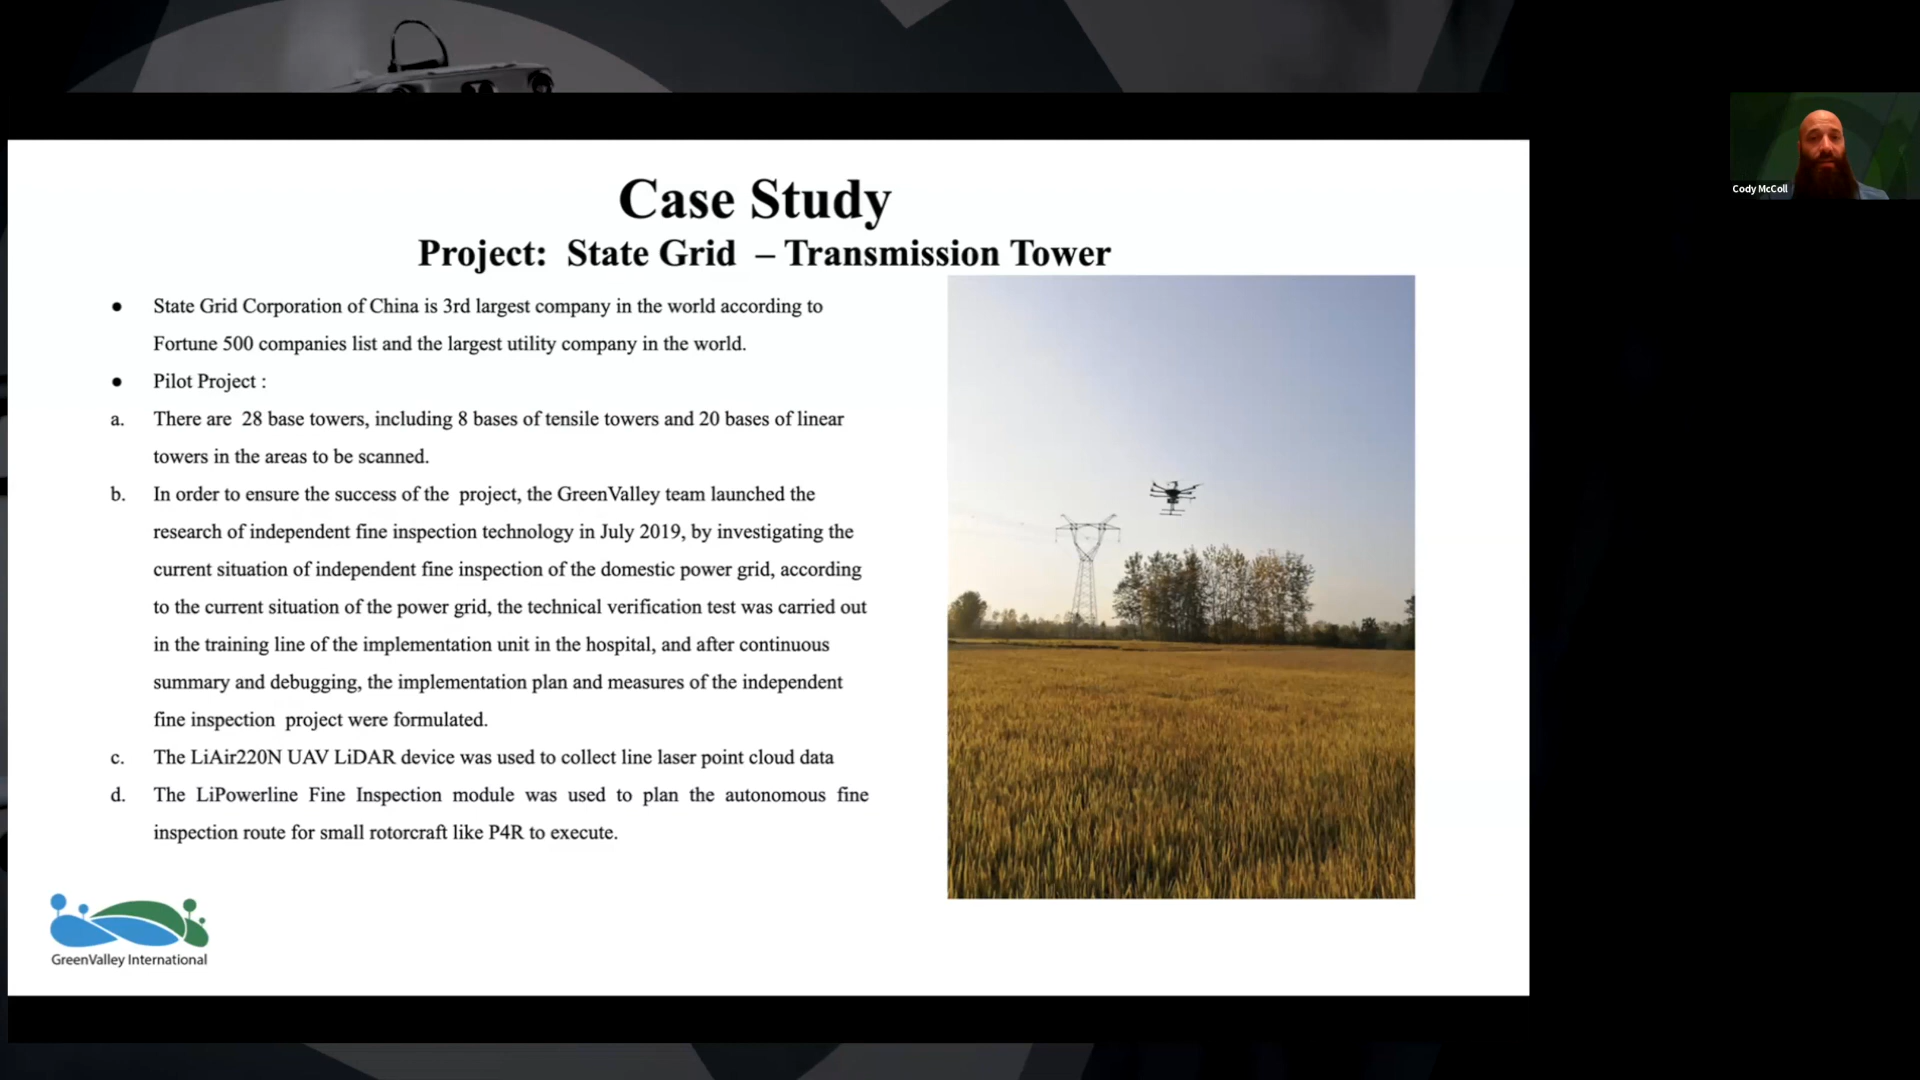 Case Study
Project: State Grid – Transmission Tower
● State Grid Corporation of China is 3rd largest company in the world according to
Fortune 500 companies list and the largest utility company in the world.
● Pilot Project :
a. There are 28 base towers, including 8 bases of tensile towers and 20 bases of linear
towers in the areas to be scanned.
b. In order to ensure the success of the project, the GreenValley team launched the
research of independent fine inspection technology in July 2019, by investigating the
current situation of independent fine inspection of the domestic power grid, according
to the current situation of the power grid, the technical verification test was carried out
in the training line of the implementation unit in the hospital, and after continuous
summary and debugging, the implementation plan and measures of the independent
fine inspection project were formulated.
c. The LiAir220N UAV LiDAR device was used to collect line laser point cloud data
d. The LiPowerline Fine Inspection module was used to plan the autonomous fine
inspection route for small rotorcraft like P4R to execute.
GreenValley International
Cody McColl